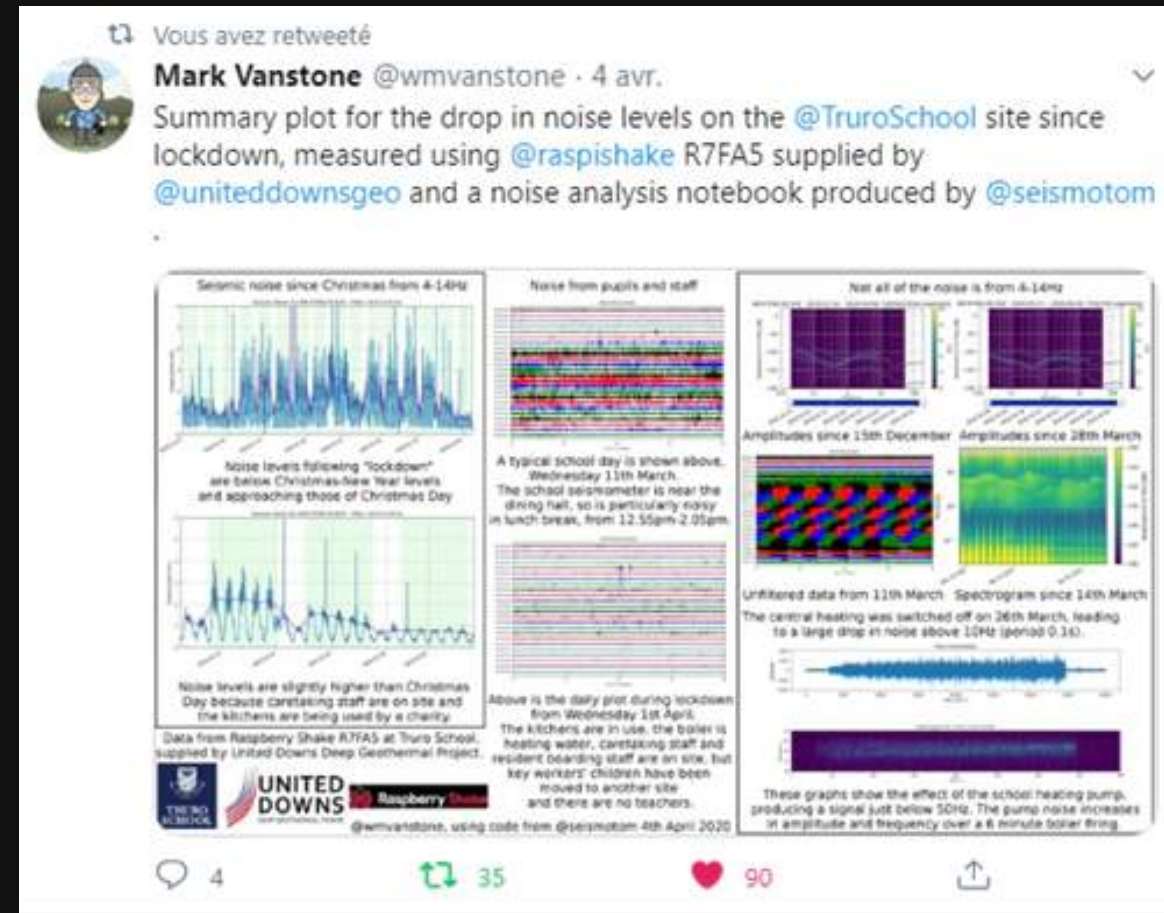 Vous avez retweeté
Mark Vanstone @wmvanstone · 4 avr.
Summary plot for the drop in noise levels on the @TruroSchool site since
lockdown, measured using @raspishake R7FA5 supplied by
@uniteddownsgeo and a noise analysis notebook produced by @seismotom
.
Seismic noise since Christmas from 4-14Hz
Noise levels following "lockdown"
are below Christmas-New Year levels
and approaching those of Christmas Day
Noise levels are slightly higher than Christmas
Day because caretaking staff are on site and
the kitchens are being used by a charity.
Data from Raspberry Shake R7FA5 at Truro School,
supplied by United Downs Deep Geothermal Project.
TRURO
SCHOOL
UNITED
DOWNS
Raspberry Shake
Noise from pupils and staff
A typical school day is shown above,
Wednesday 11th March.
The school seismometer is near the
dining hall, so is particularly noisy
in lunch break, from 12.55pm-2.05pm.
Above is the daily plot during lockdown
from Wednesday 1st April.
The kitchens are in use, the boiler is
heating water, caretaking staff and
resident boarding staff are on site, but
key workers' children have been
moved to another site
and there are no teachers.
@wmvanstone, using code from @seismotom 4th April 2020
Not all of the noise is from 4-14Hz
Amplitudes since 15th December
Amplitudes since 28th March
Unfiltered data from 11th March
Spectrogram since 14th March
The central heating was switched off on 26th March, leading
to a large drop in noise above 10Hz (period 0.1s).
These graphs show the effect of the school heating pump,
producing a signal just below 50Hz. The pump noise increases
in amplitude and frequency over a 6 minute boiler firing.
4
35
90